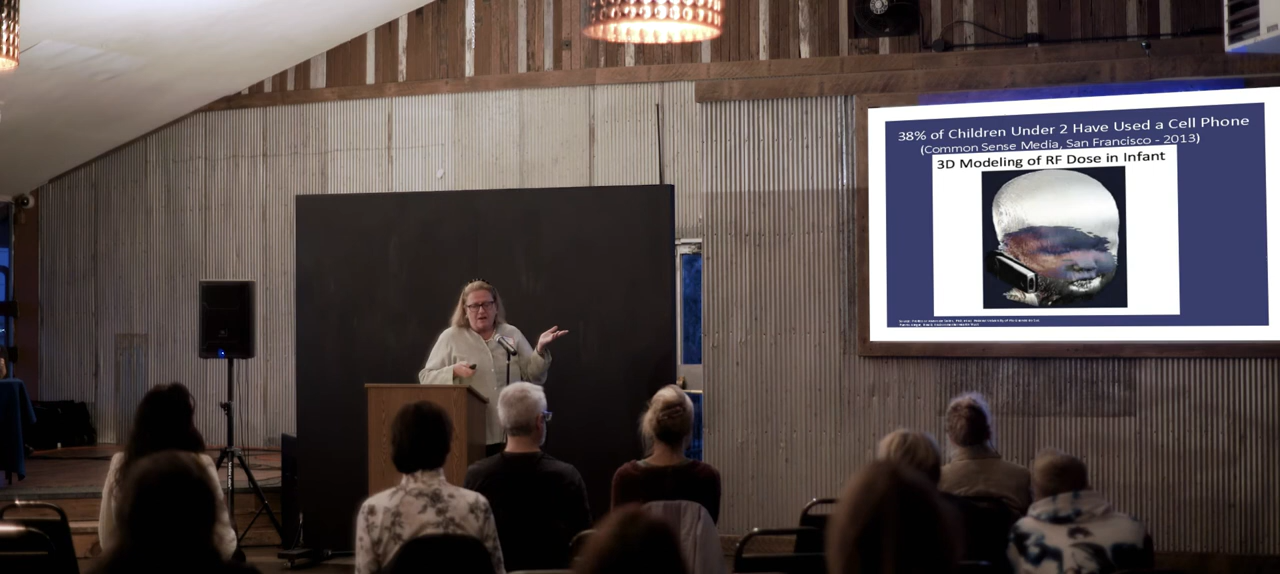 38% of Children Under 2 Have Used a Cell Phone
(Common Sense Media, San Francisco - 2013)
3D Modeling of RF Dose in Infant